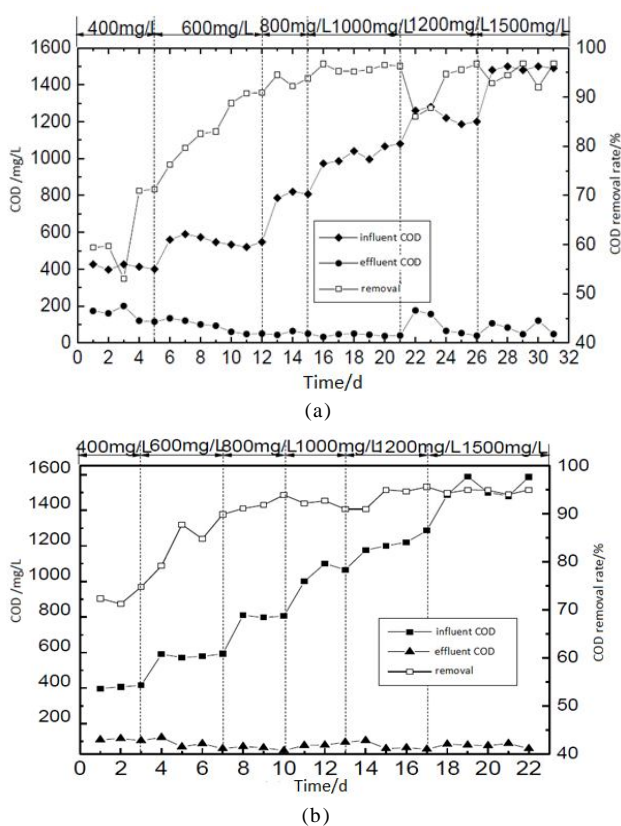 400mg/L 600mg/L 800mg/L 1000mg/L 1200mg/L 1500mg/L
1600 100
1400 90
1200 80
1000
800 70
600 60
400
200 50
0 40
COD /mg/L
COD removal rate/%
influent COD
effluent COD
removal
0 2 4 6 8 10 12 14 16 18 20 22 24 26 28 30 32
Time/d
(a)
400mg/L 600mg/L 800mg/L 1000mg/L 1200mg/L 1500mg/L
1600 100
1400 90
1200
1000 80
800 70
600
400 60
200 50
40
COD /mg/L
COD removal rate/%
influent COD
effluent COD
removal
0 2 4 6 8 10 12 14 16 18 20 22
Time/d
(b)